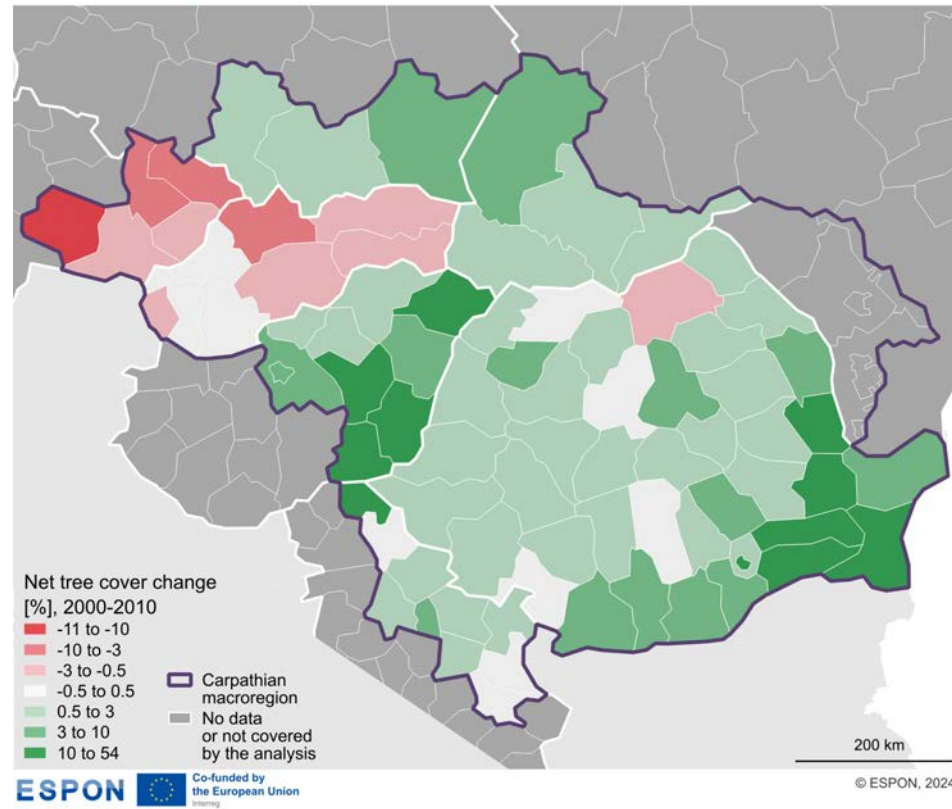 Net tree cover change
[%], 2000-2010
-11 to -10
-10 to -3
-3 to -0.5
-0.5 to 0.5
0.5 to 3
3 to 10
10 to 54
Carpathian
macroregion
No data
or not covered
by the analysis
200 km
ESPON
Co-funded by
the European Union
Interreg
© ESPON, 2024